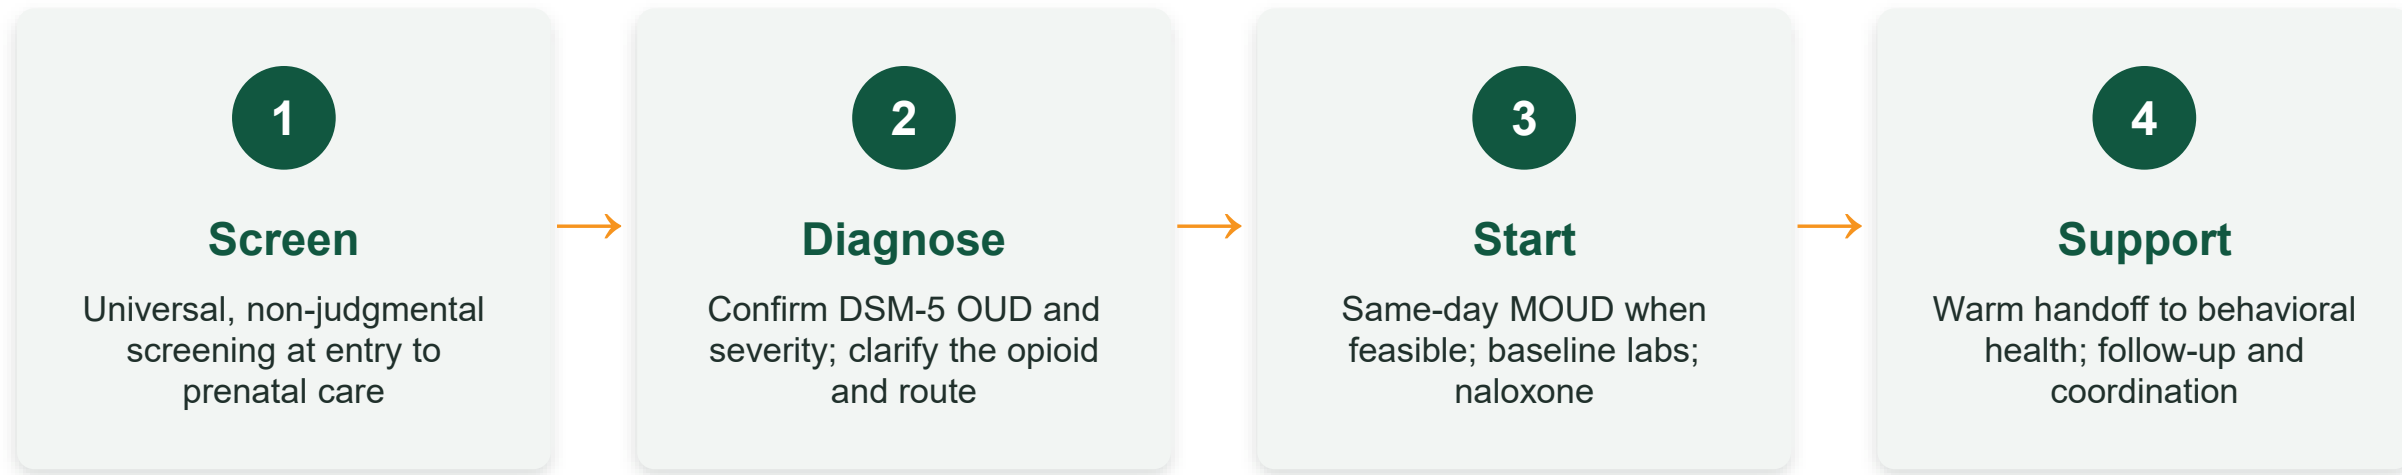 1
Screen
Universal, non-judgmental
screening at entry to
prenatal care
2
Diagnose
Confirm DSM-5 OUD and
severity; clarify the opioid
and route
3
Start
Same-day MOUD when
feasible; baseline labs;
naloxone
4
Support
Warm handoff to behavioral
health; follow-up and
coordination